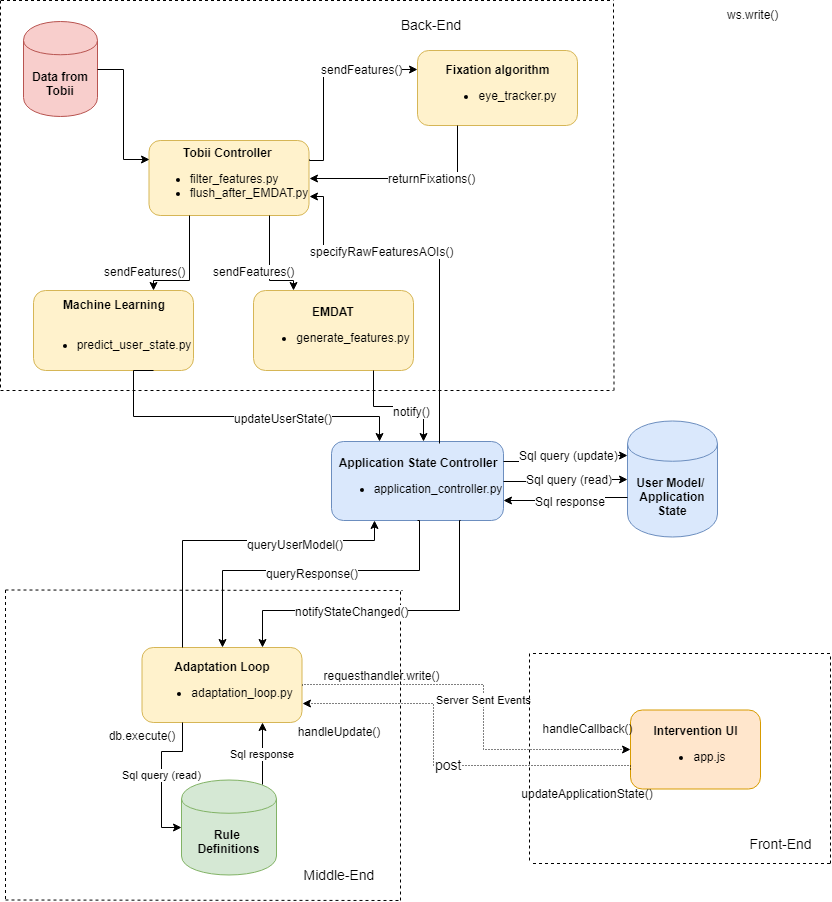 Back-End
ws.write()
Data from
Tobii
sendFeatures()
Fixation algorithm
eye_tracker.py
Tobii Controller
filter_features.py
flush_after_EMDAT.py
returnFixations()
specifyRawFeaturesAOIs()
sendFeatures()
sendFeatures()
Machine Learning
predict_user_state.py
EMDAT
generate_features.py
updateUserState()
notify()
Application State Controller
application_controller.py
Sql query (update)
Sql query (read)
Sql response
User Model/
Application
State
queryUserModel()
queryResponse()
notifyStateChanged()
Adaptation Loop
adaptation_loop.py
requesthandler.write()
Server Sent Events
handleUpdate()
handleCallback()
Intervention UI
app.js
post
updateApplicationState()
db.execute()
Sql response
Sql query (read)
Rule
Definitions
Front-End
Middle-End